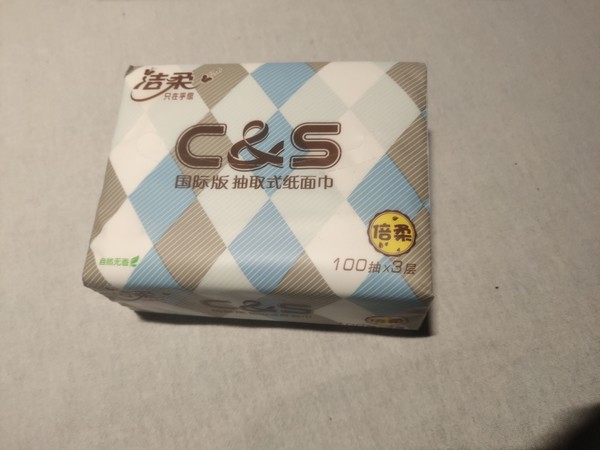 洁柔
只在乎您
C&S
国际版 抽取式纸面巾
倍柔
自然无香
100抽×3层
C&S